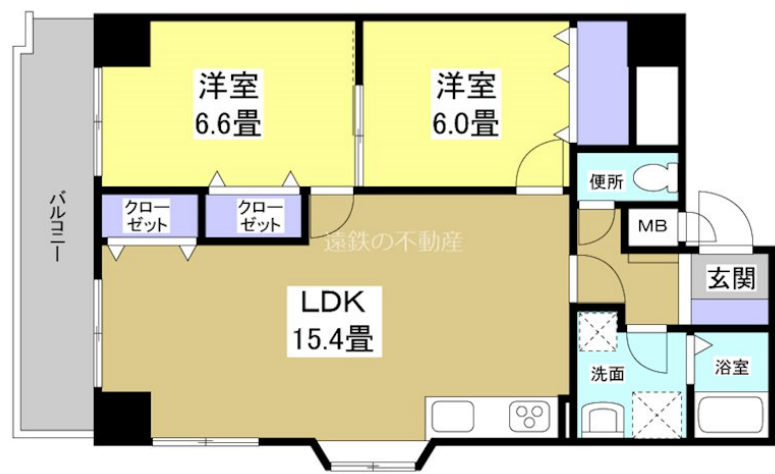 洋室
6.6畳
洋室
6.0畳
バルコニー
クロー
ゼット
クロー
ゼット
便所
MB
遠鉄の不動産
玄関
LDK
15.4畳
洗面
浴室